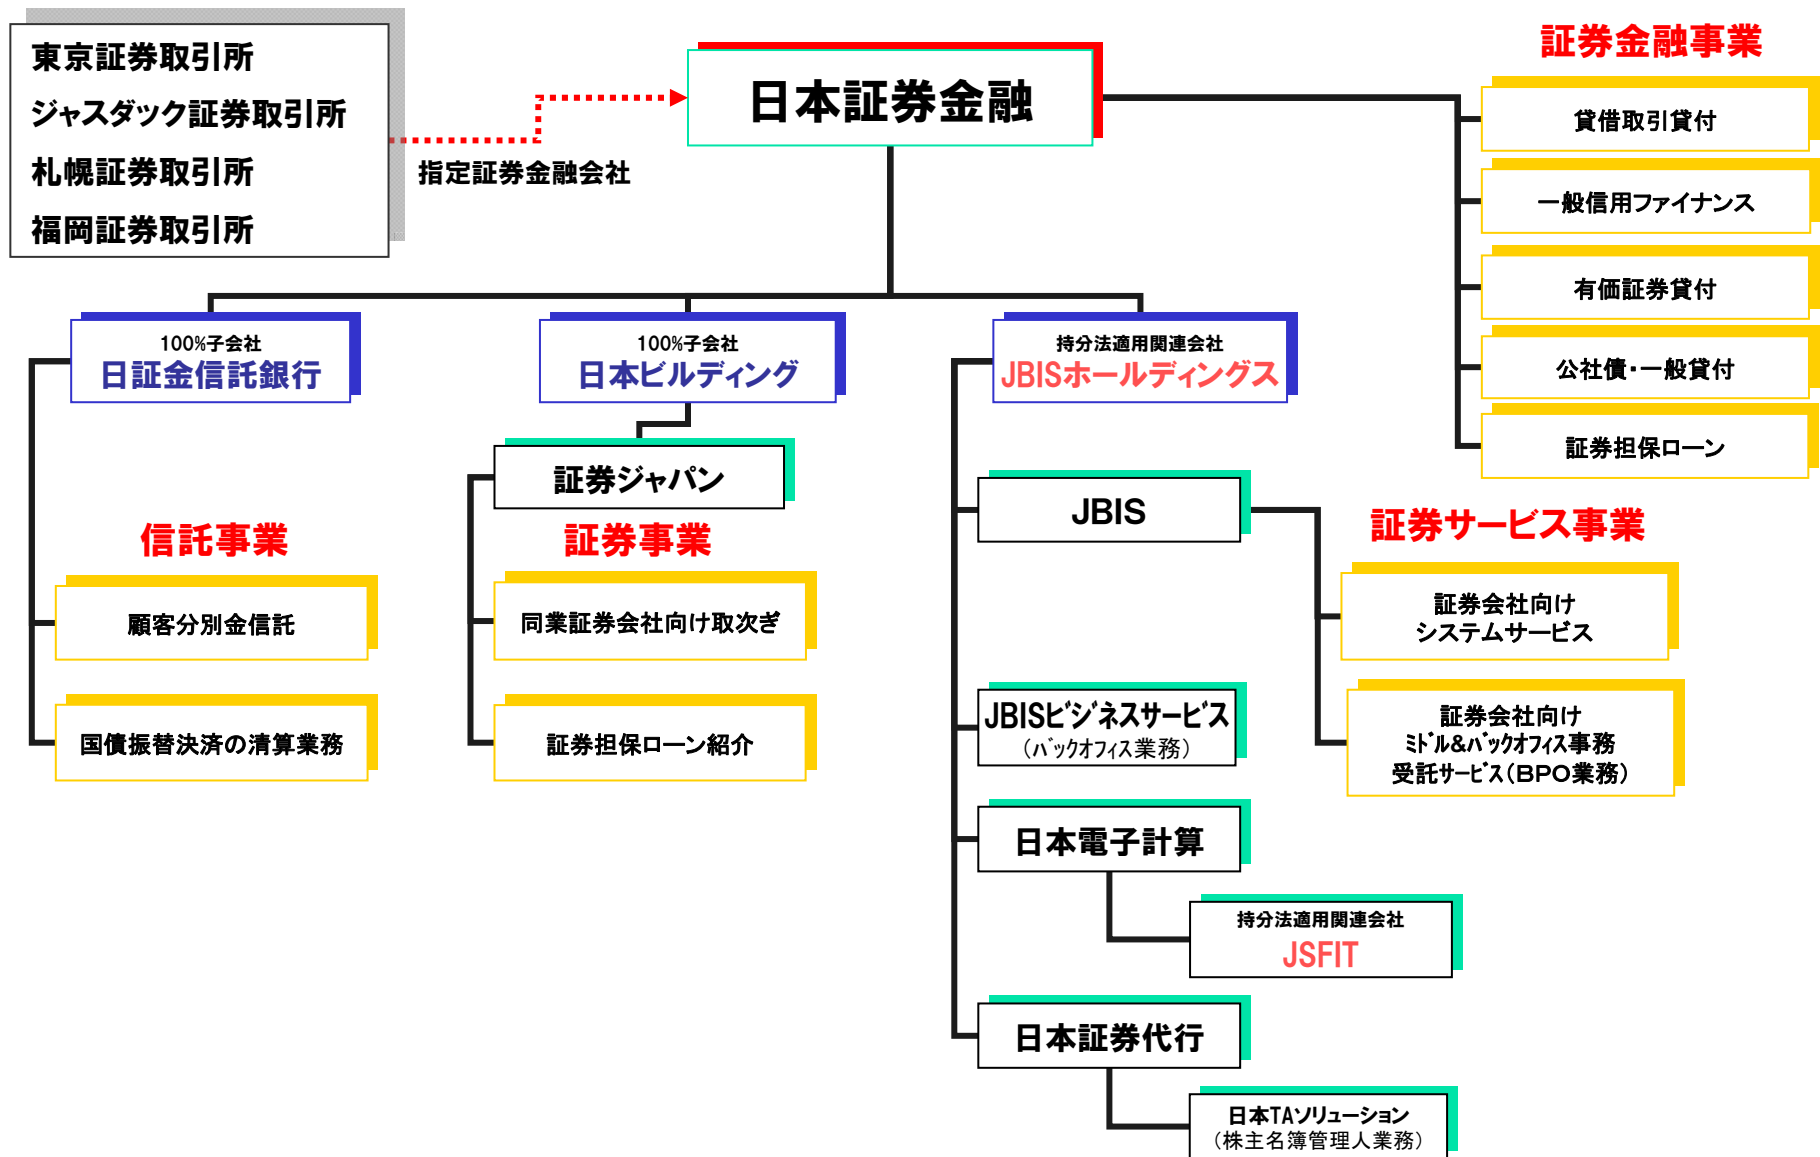 東京証券取引所
ジャスダック証券取引所
札幌証券取引所
福岡証券取引所
指定証券金融会社
日本証券金融
証券金融事業
貸借取引貸付
一般信用ファイナンス
有価証券貸付
公社債・一般貸付
証券担保ローン
100%子会社
日証金信託銀行
信託事業
顧客分別金信託
国債振替決済の清算業務
100%子会社
日本ビルディング
証券ジャパン
証券事業
同業証券会社向け取次ぎ
証券担保ローン紹介
持分法適用関連会社
JBISホールディングス
JBIS
証券サービス事業
証券会社向け
システムサービス
証券会社向け
ﾐﾄﾞﾙ&ﾊﾞｯｸｵﾌｨｽ事務
受託ｻｰﾋﾞｽ(BPO業務)
JBISﾋﾞｼﾞﾈｽｻｰﾋﾞｽ
(ﾊﾞｯｸｵﾌｨｽ業務)
日本電子計算
持分法適用関連会社
JSFIT
日本証券代行
日本TAソリューション
(株主名簿管理人業務)